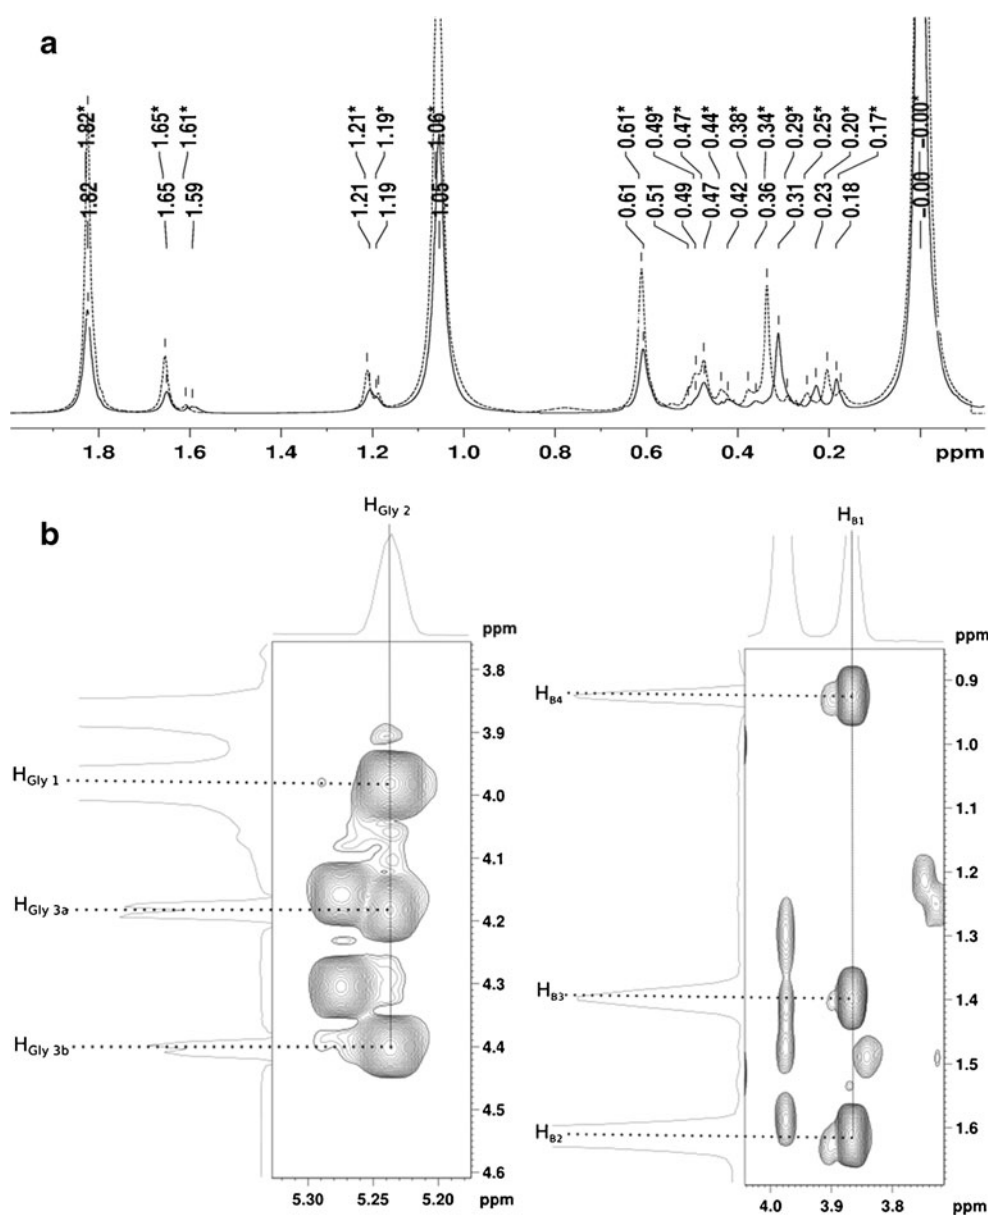 a
1.82* 1.65* 1.61* 1.21* 1.19* 1.06* 0.61* 0.49* 0.47* 0.44* 0.38* 0.34* 0.29* 0.25* 0.20* 0.17* -0.00*
1.82 1.65 1.59 1.21 1.19 1.05 0.61 0.51 0.49 0.47 0.42 0.36 0.31 0.23 0.18 -0.00
1.8 1.6 1.4 1.2 1.0 0.8 0.6 0.4 0.2 ppm
b
HGly 2
ppm
3.8
3.9
HGly 1
4.0
4.1
HGly 3a
4.2
4.3
HGly 3b
4.4
4.5
4.6
5.30 5.25 5.20 ppm
HB1
ppm
HB4
0.9
1.0
1.1
1.2
1.3
HB3
1.4
1.5
HB2
1.6
4.0 3.9 3.8 ppm